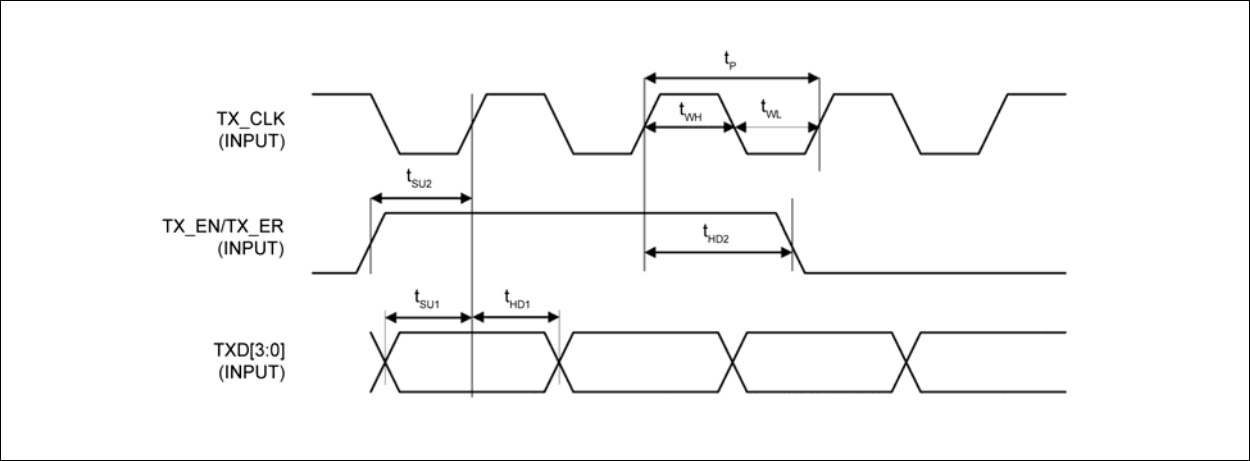 tP
TX_CLK
(INPUT)
tWH
tWL
tSU2
TX_EN/TX_ER
(INPUT)
tHD2
tSU1
tHD1
TXD[3:0]
(INPUT)